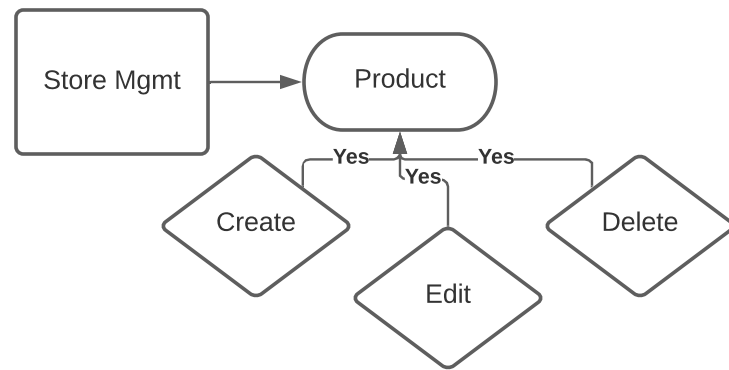 Store Mgmt
Product
Yes
Yes
Yes
Create
Delete
Edit